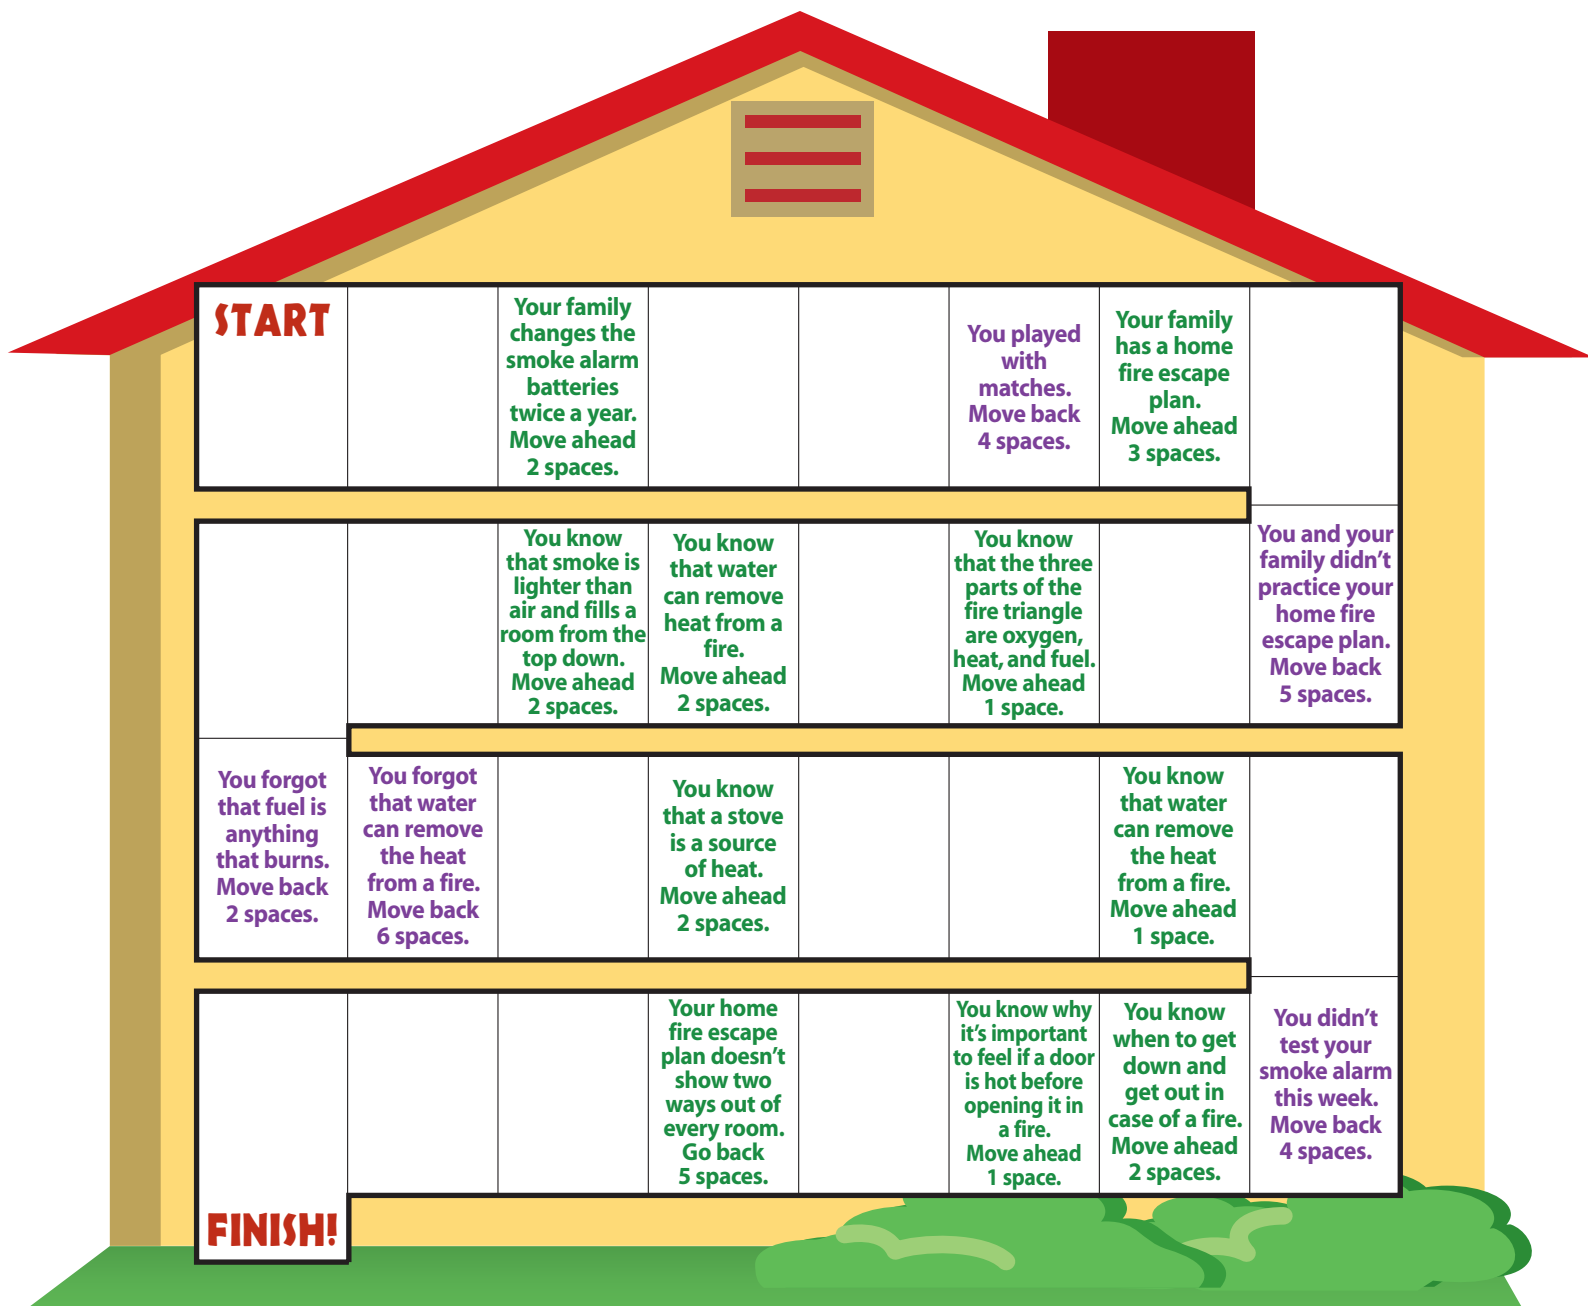 START
Your family
changes the
smoke alarm
batteries
twice a year.
Move ahead
2 spaces.
You played
with
matches.
Move back
4 spaces.
Your family
has a home
fire escape
plan.
Move ahead
3 spaces.
You know
that smoke is
lighter than
air and fills a
room from the
top down.
Move ahead
2 spaces.
You know
that water
can remove
heat from a
fire.
Move ahead
2 spaces.
You know
that the three
parts of the
fire triangle
are oxygen,
heat, and fuel.
Move ahead
1 space.
You and your
family didn't
practice your
home fire
escape plan.
Move back
5 spaces.
You forgot
that fuel is
anything
that burns.
Move back
2 spaces.
You forgot
that water
can remove
the heat
from a fire.
Move back
6 spaces.
You know
that a stove
is a source
of heat.
Move ahead
2 spaces.
You know
that water
can remove
the heat
from a fire.
Move ahead
1 space.
Your home
fire escape
plan doesn't
show two
ways out of
every room.
Go back
5 spaces.
You know why
it's important
to feel if a door
is hot before
opening it in
a fire.
Move ahead
1 space.
You know
when to get
down and
get out in
case of a fire.
Move ahead
2 spaces.
You didn't
test your
smoke alarm
this week.
Move back
4 spaces.
FINISH!